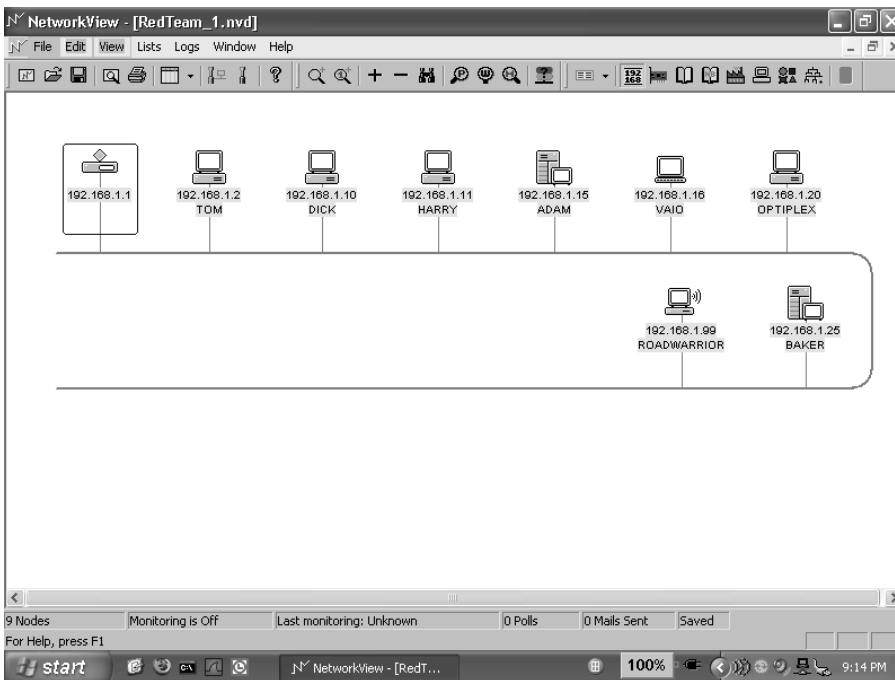 NetworkView - [RedTeam_1.nvd]
File Edit View Lists Logs Window Help
192
168
192.168.1.1
192.168.1.2
TOM
192.168.1.10
DICK
192.168.1.11
HARRY
192.168.1.15
ADAM
192.168.1.16
VAIO
192.168.1.20
OPTIPLEX
192.168.1.99
ROADWARRIOR
192.168.1.25
BAKER
9 Nodes Monitoring is Off Last monitoring: Unknown 0 Polls 0 Mails Sent Saved
For Help, press F1
start NetworkView - [RedT... 100% 9:14 PM